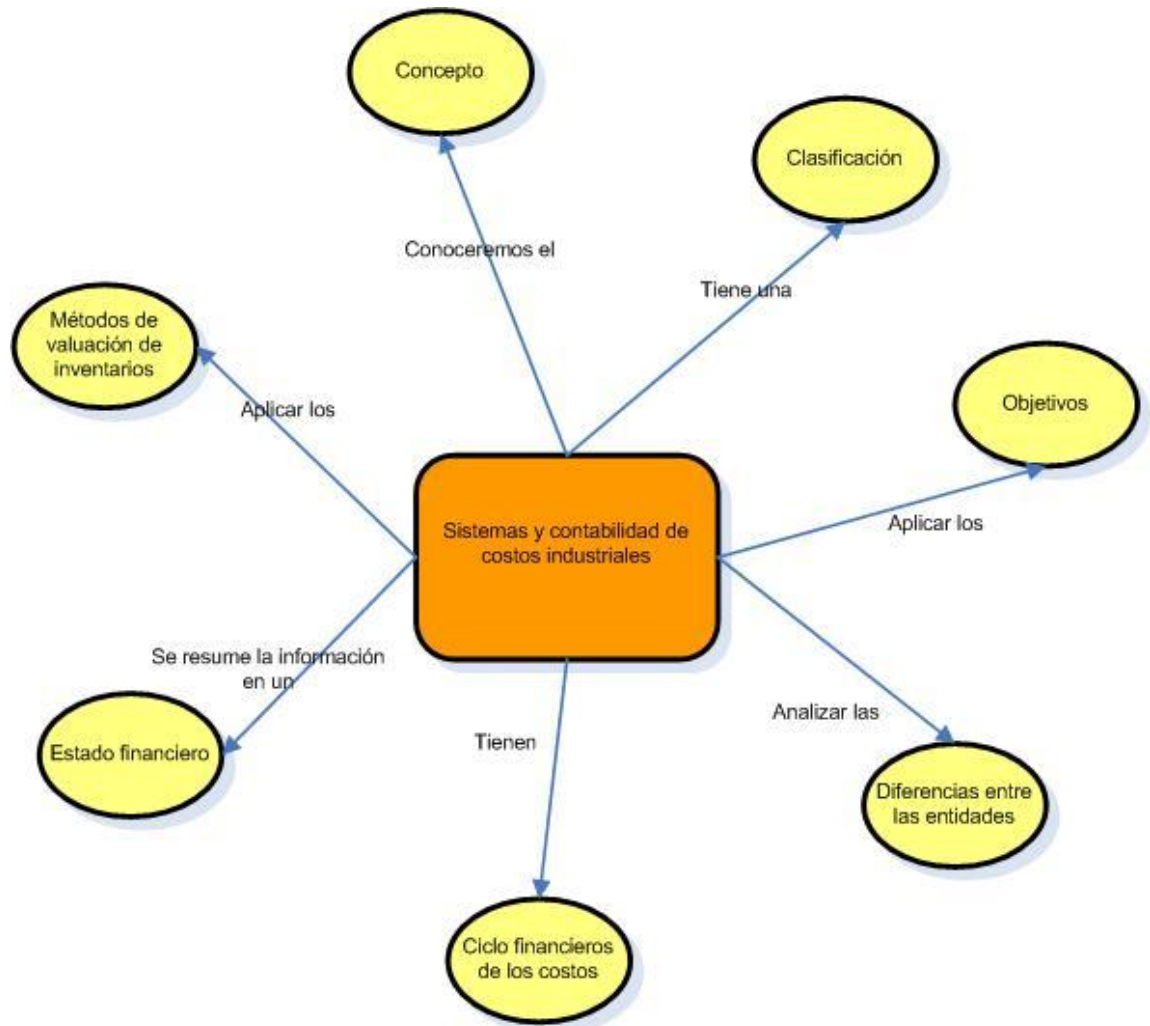 Concepto
Clasificación
Conoceremos el
Tiene una
Métodos de
valuación de
inventarios
Objetivos
Aplicar los
Sistemas y contabilidad de
costos industriales
Aplicar los
Se resume la información
en un
Analizar las
Estado financiero
Tienen
Diferencias entre
las entidades
Ciclo financieros
de los costos